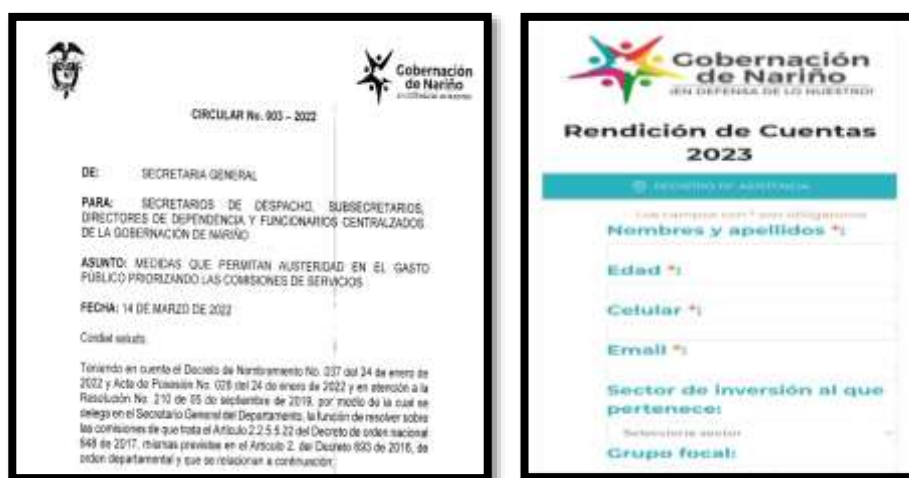 Gobernación
de Nariño
CIRCULAR No. 003 – 2022
DE: SECRETARIA GENERAL
PARA: SECRETARIOS DE DESPACHO, SUBSECRETARIOS,
DIRECTORES DE DEPENDENCIA Y FUNCIONARIOS CENTRALZADOS
DE LA GOBERNACIÓN DE NARIÑO
ASUNTO: MEDIDAS QUE PERMITAN AUSTERIDAD EN EL GASTO
PÚBLICO PRIORIZANDO LAS COMISIONES DE SERVICIOS
FECHA: 14 DE MARZO DE 2022
Cordial saludo.
Teniendo en cuenta el Decreto de Nombramiento No. 037 del 24 de enero de
2022 y Acta de Posesión No. 028 del 24 de enero de 2022 y en atención a la
Resolución No. 210 de 05 de septiembre de 2019, por medio de la cual se
delega en el Secretario General del Departamento, la función de resolver sobre
las comisiones de que trata el Artículo 2.2.5.5.22 del Decreto de orden nacional
648 de 2017, mismas previstas en el Artículo 2, del Decreto 693 de 2016, de
orden departamental y que se relacionan a continuación:
Gobernación
de Nariño
¡EN DEFENSA DE LO NUESTRO!
Rendición de Cuentas
2023
REGISTRO DE ASISTENCIA
Los campos con * son obligatorios
Nombres y apellidos *:
Edad *:
Celular *:
Email *:
Sector de inversión al que
pertenece:
Seleccione sector
Grupo focal: